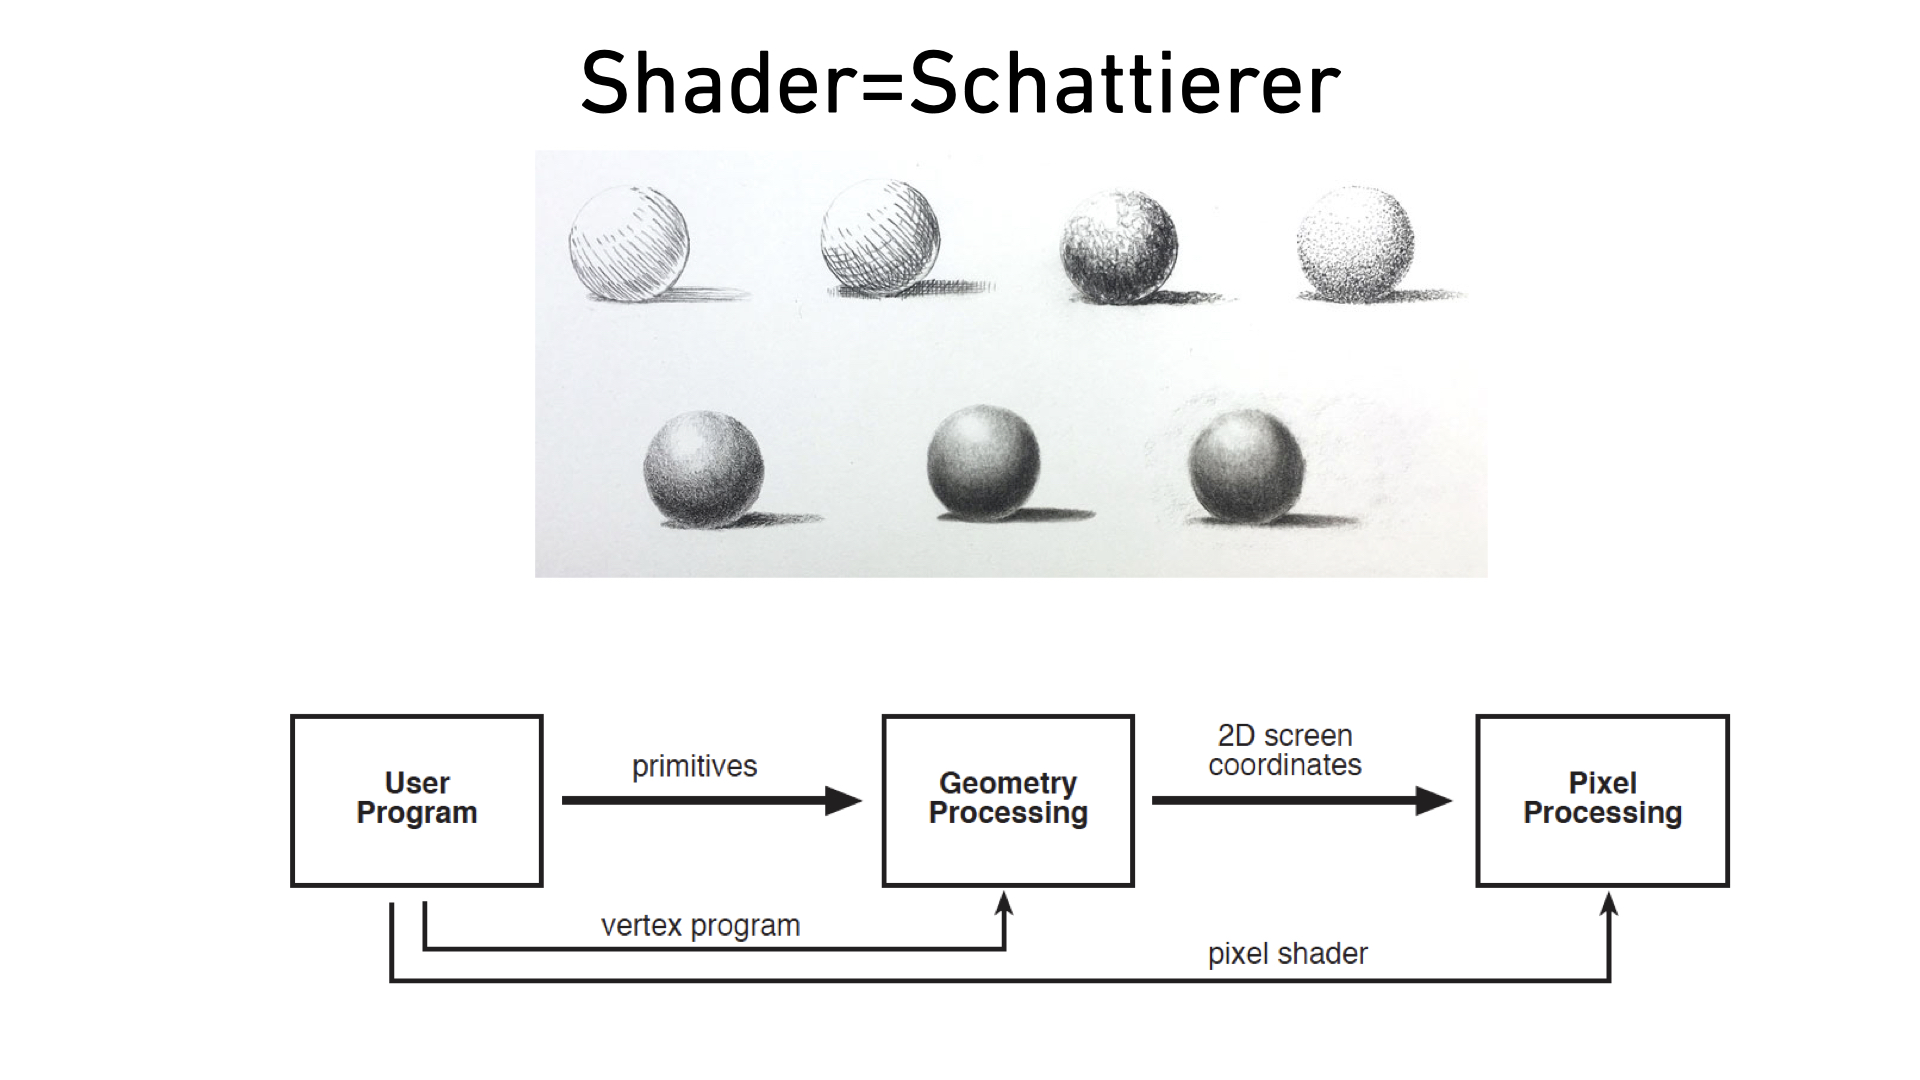 Shader=Schattierer
User
Program
primitives
Geometry
Processing
2D screen
coordinates
Pixel
Processing
vertex program
pixel shader